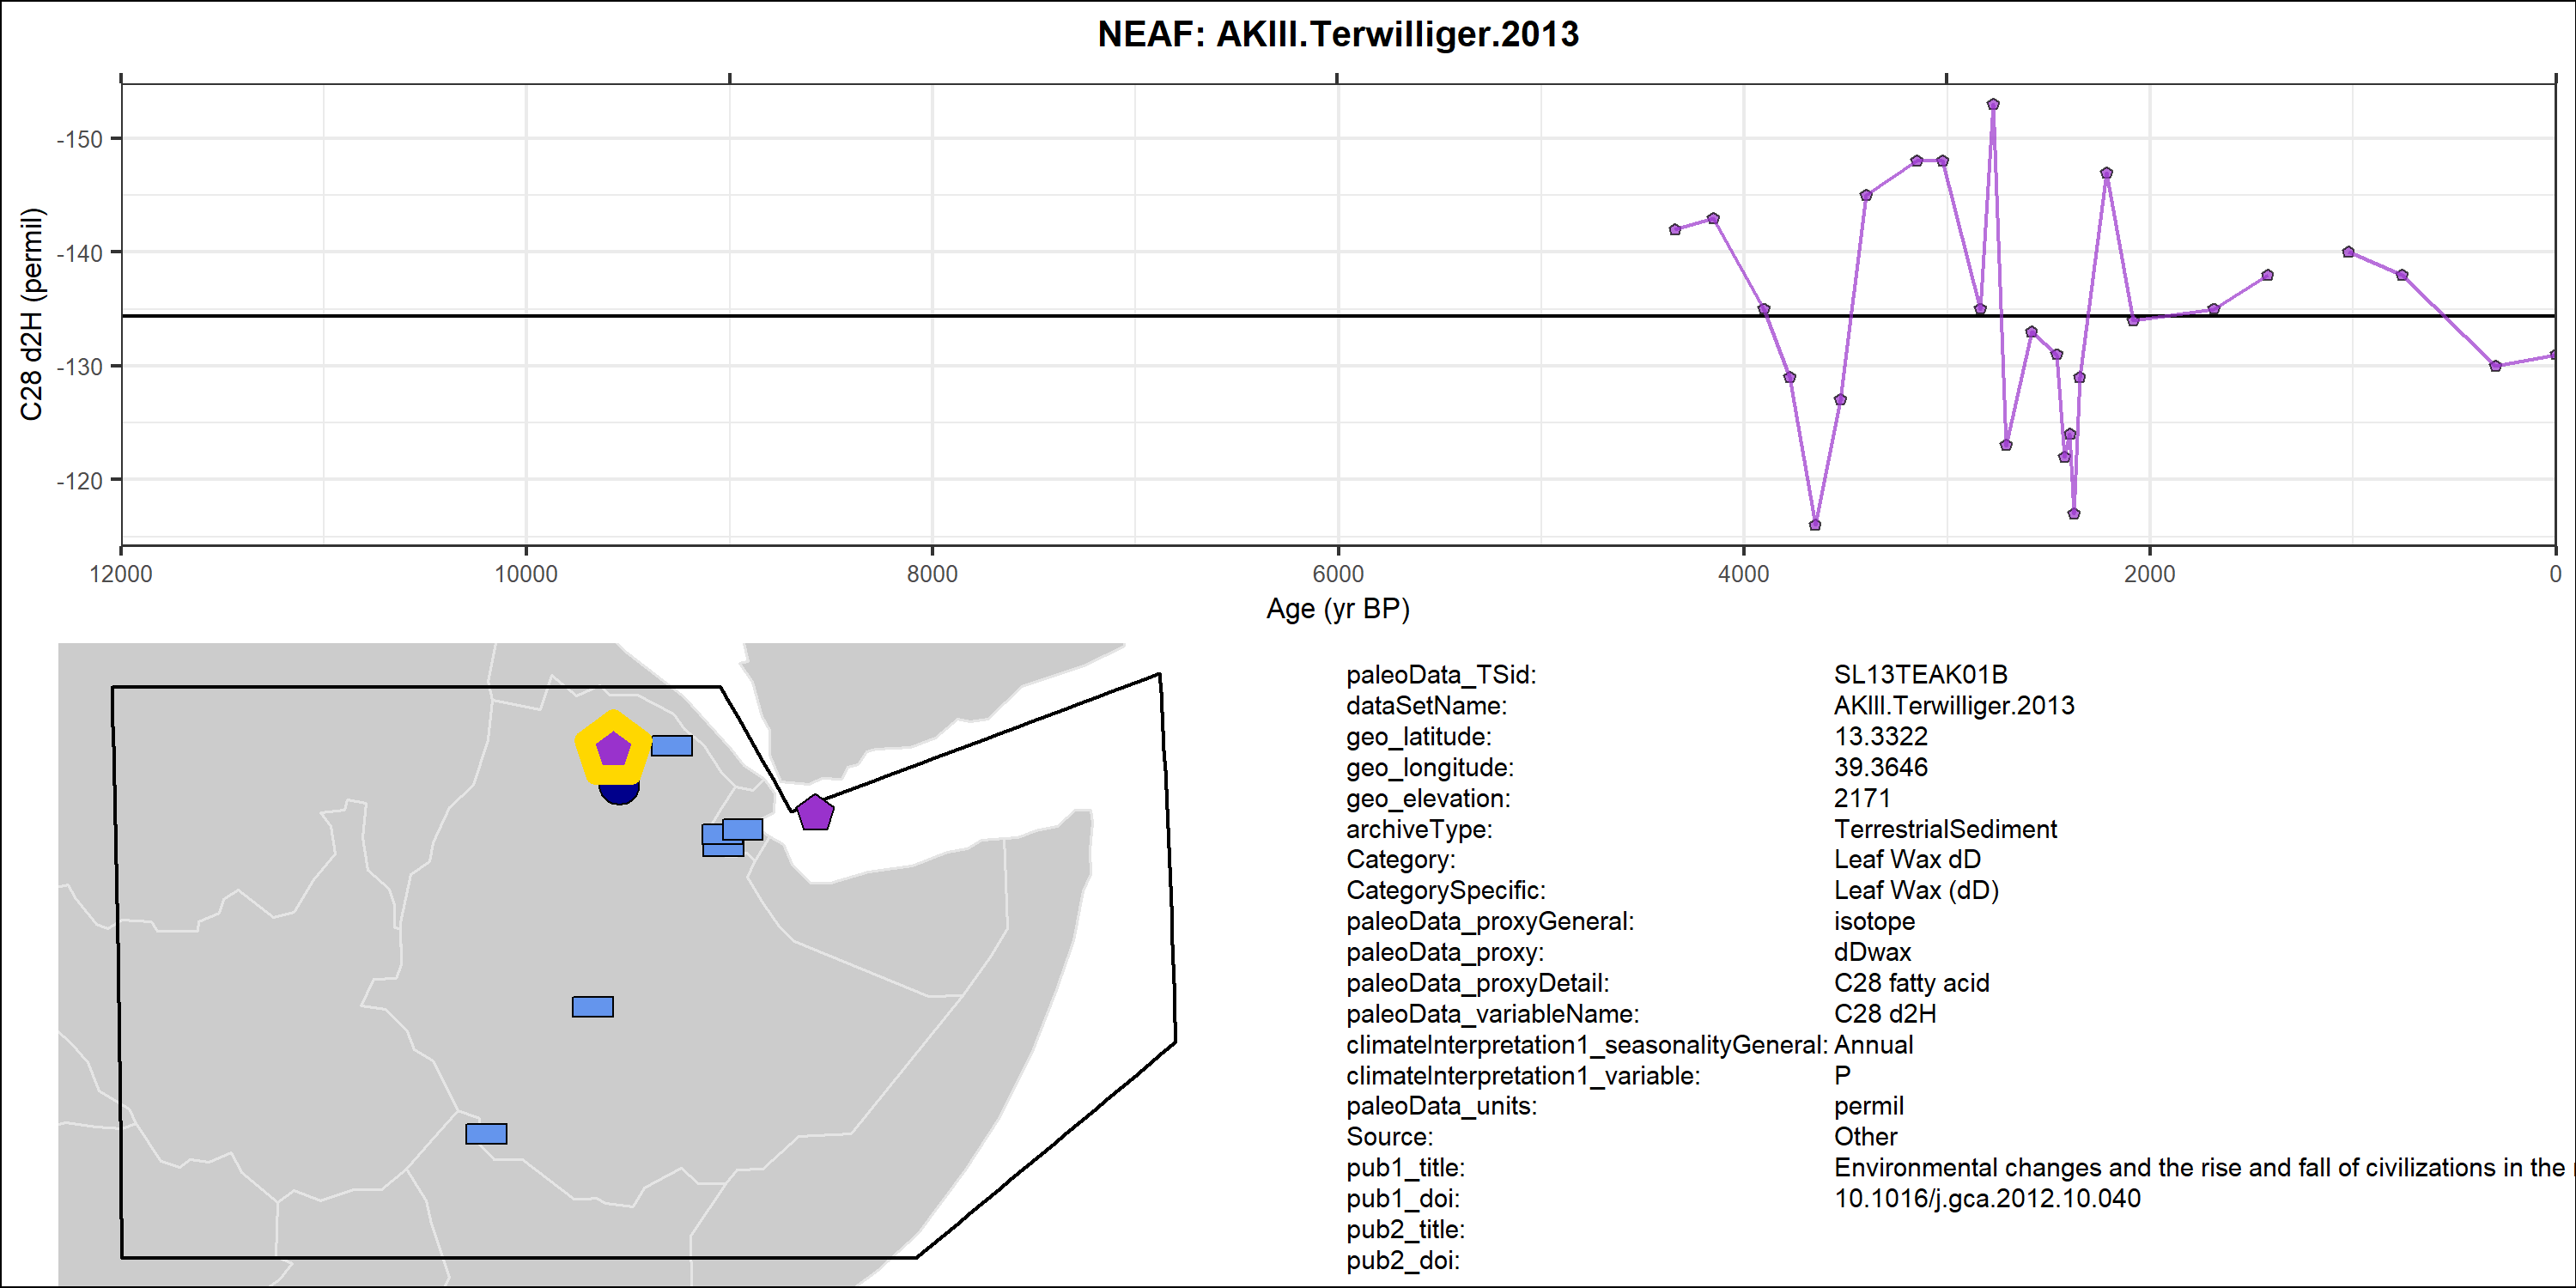 NEAF: AKIII.Terwilliger.2013
-150
-140
-130
-120
C28 d2H (permil)
12000 10000 8000 6000 4000 2000 0
Age (yr BP)
paleoData_TSid: SL13TEAK01B
dataSetName: AKIII.Terwilliger.2013
geo_latitude: 13.3322
geo_longitude: 39.3646
geo_elevation: 2171
archiveType: TerrestrialSediment
Category: Leaf Wax dD
CategorySpecific: Leaf Wax (dD)
paleoData_proxyGeneral: isotope
paleoData_proxy: dDwax
paleoData_proxyDetail: C28 fatty acid
paleoData_variableName: C28 d2H
climateInterpretation1_seasonalityGeneral: Annual
climateInterpretation1_variable: P
paleoData_units: permil
Source: Other
pub1_title: Environmental changes and the rise and fall of civilizations in the
pub1_doi: 10.1016/j.gca.2012.10.040
pub2_title:
pub2_doi: